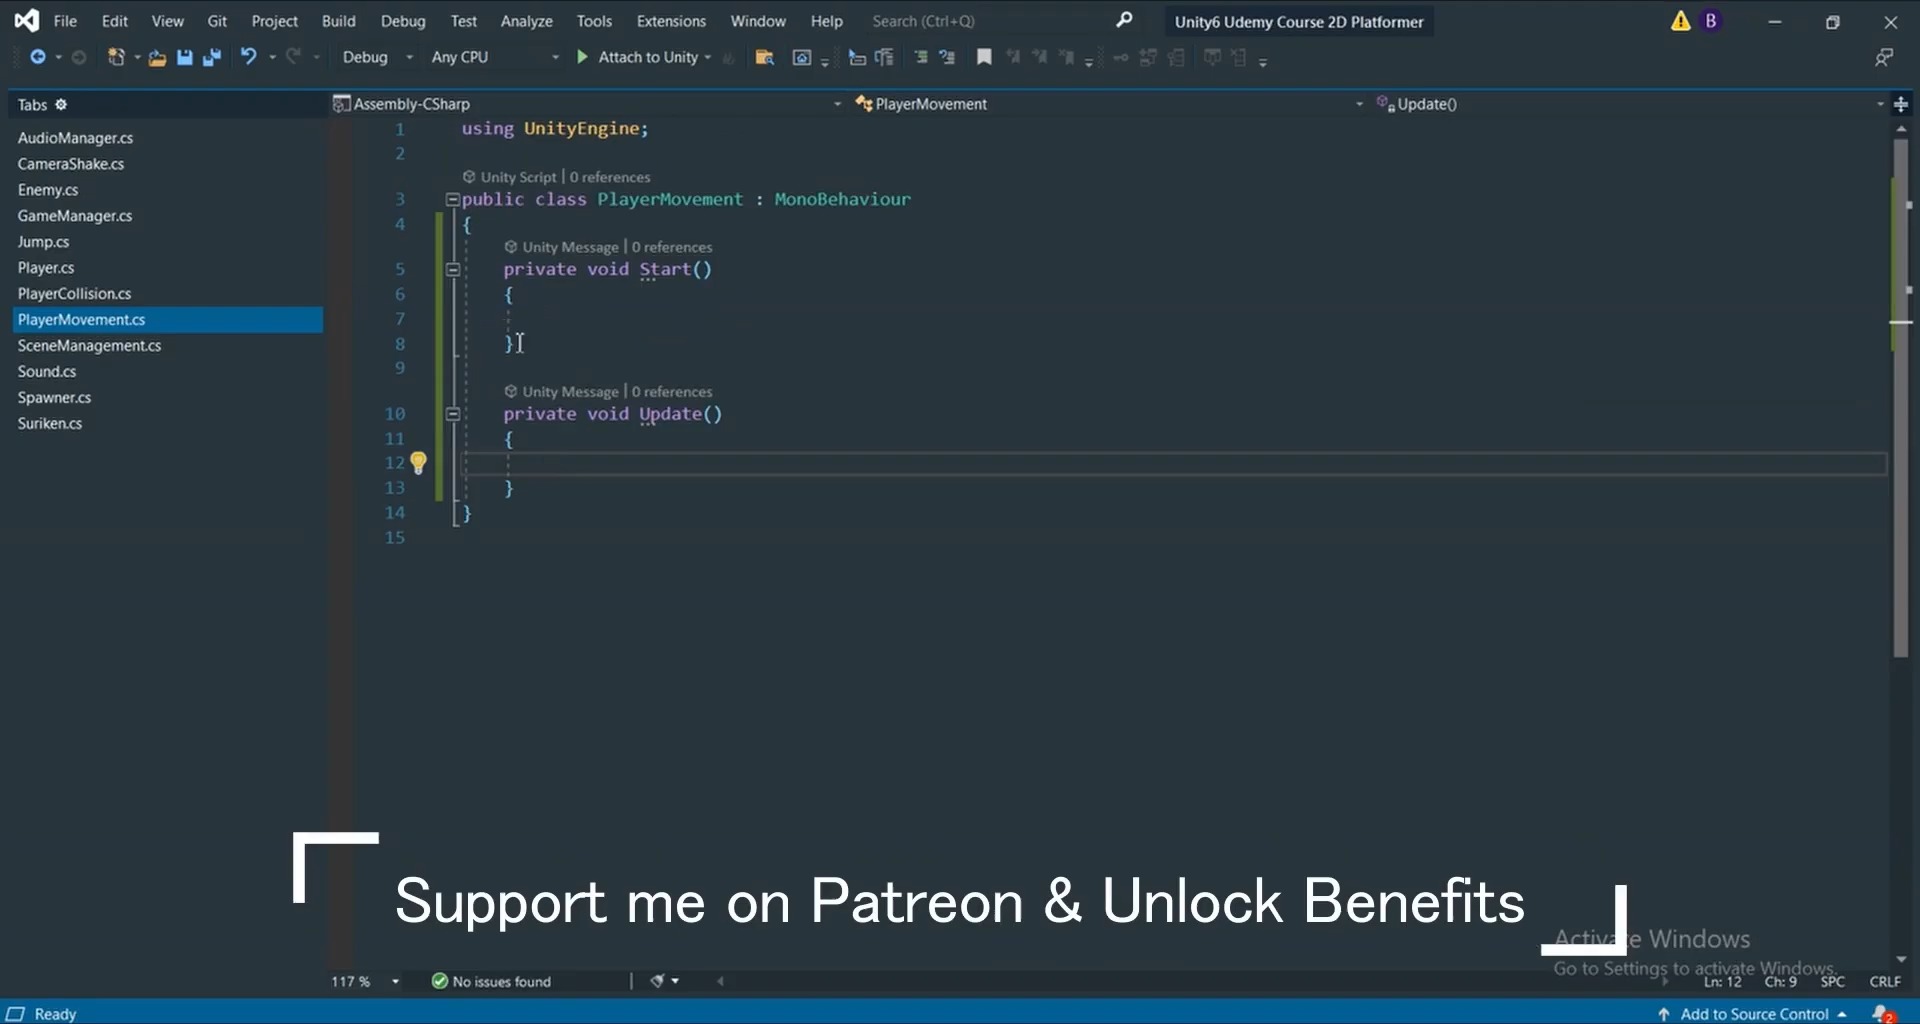 File Edit View Git Project Build Debug Test Analyze Tools Extensions Window Help Search (Ctrl+Q) Unity6 Udemy Course 2D Platformer B
Debug Any CPU Attach to Unity
Tabs
Assembly-CSharp PlayerMovement Update()
AudioManager.cs
CameraShake.cs
Enemy.cs
GameManager.cs
Jump.cs
Player.cs
PlayerCollision.cs
PlayerMovement.cs
SceneManagement.cs
Sound.cs
Spawner.cs
Suriken.cs
1 using UnityEngine;
2
Unity Script | 0 references
3 public class PlayerMovement : MonoBehaviour
4 {
Unity Message | 0 references
5 private void Start()
6 {
7
8 }
9
Unity Message | 0 references
10 private void Update()
11 {
12
13 }
14 }
15
Support me on Patreon & Unlock Benefits
Activate Windows
Go to Settings to activate Windows.
117 % No issues found Ln: 12 Ch: 9 SPC CRLF
Ready Add to Source Control 2